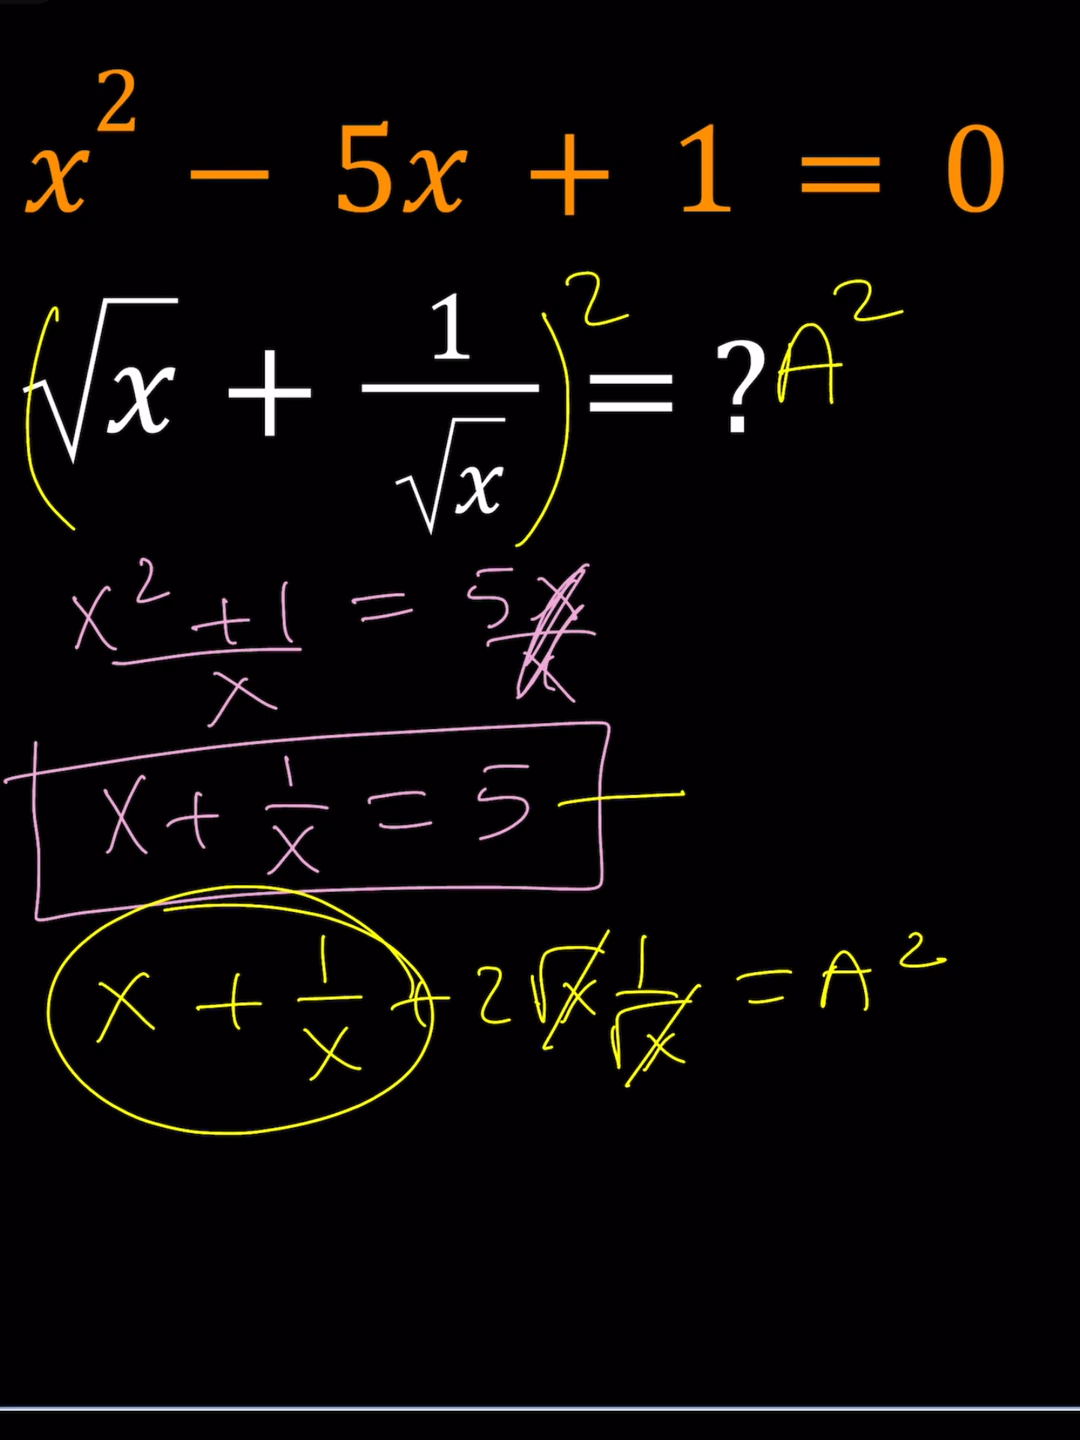 x² − 5x + 1 = 0
(√x + 1/√x)² = ? A²
(x² + 1)/x = 5x/x
x + 1/x = 5
x + 1/x + 2√x 1/√x = A²